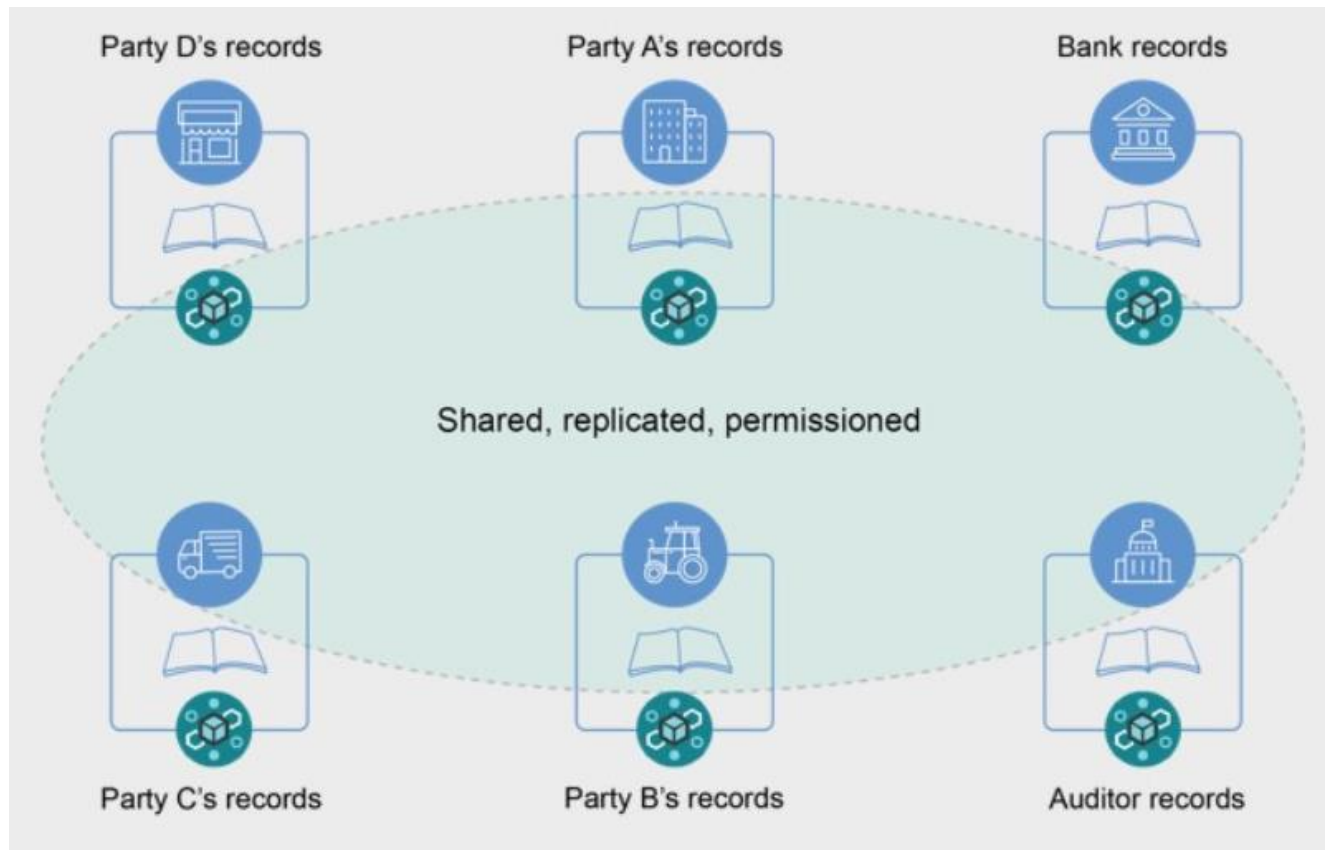 Party D’s records
Party A’s records
Bank records
Shared, replicated, permissioned
Party C’s records
Party B’s records
Auditor records